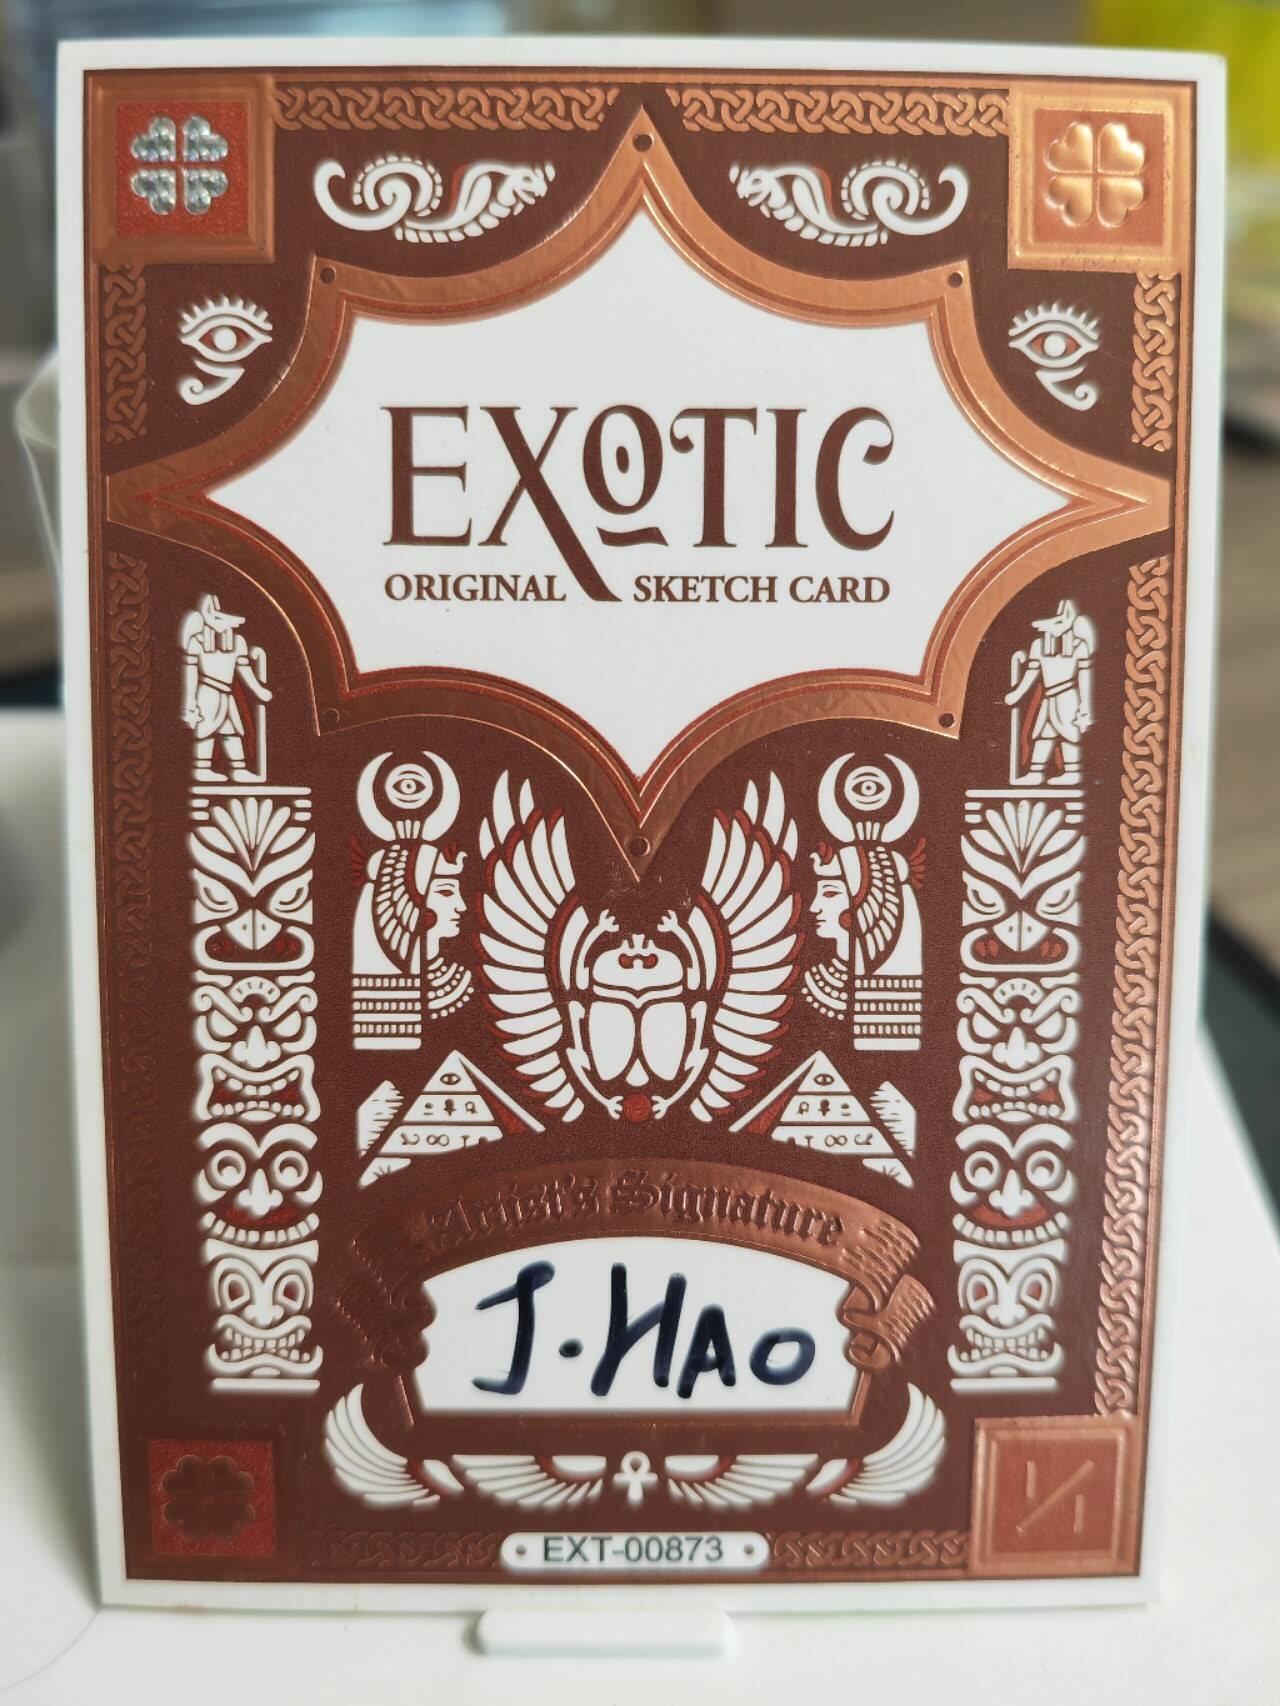 EXOTIC
ORIGINAL SKETCH CARD
Artist's Signature
J.HAO
1/1
EXT-00873